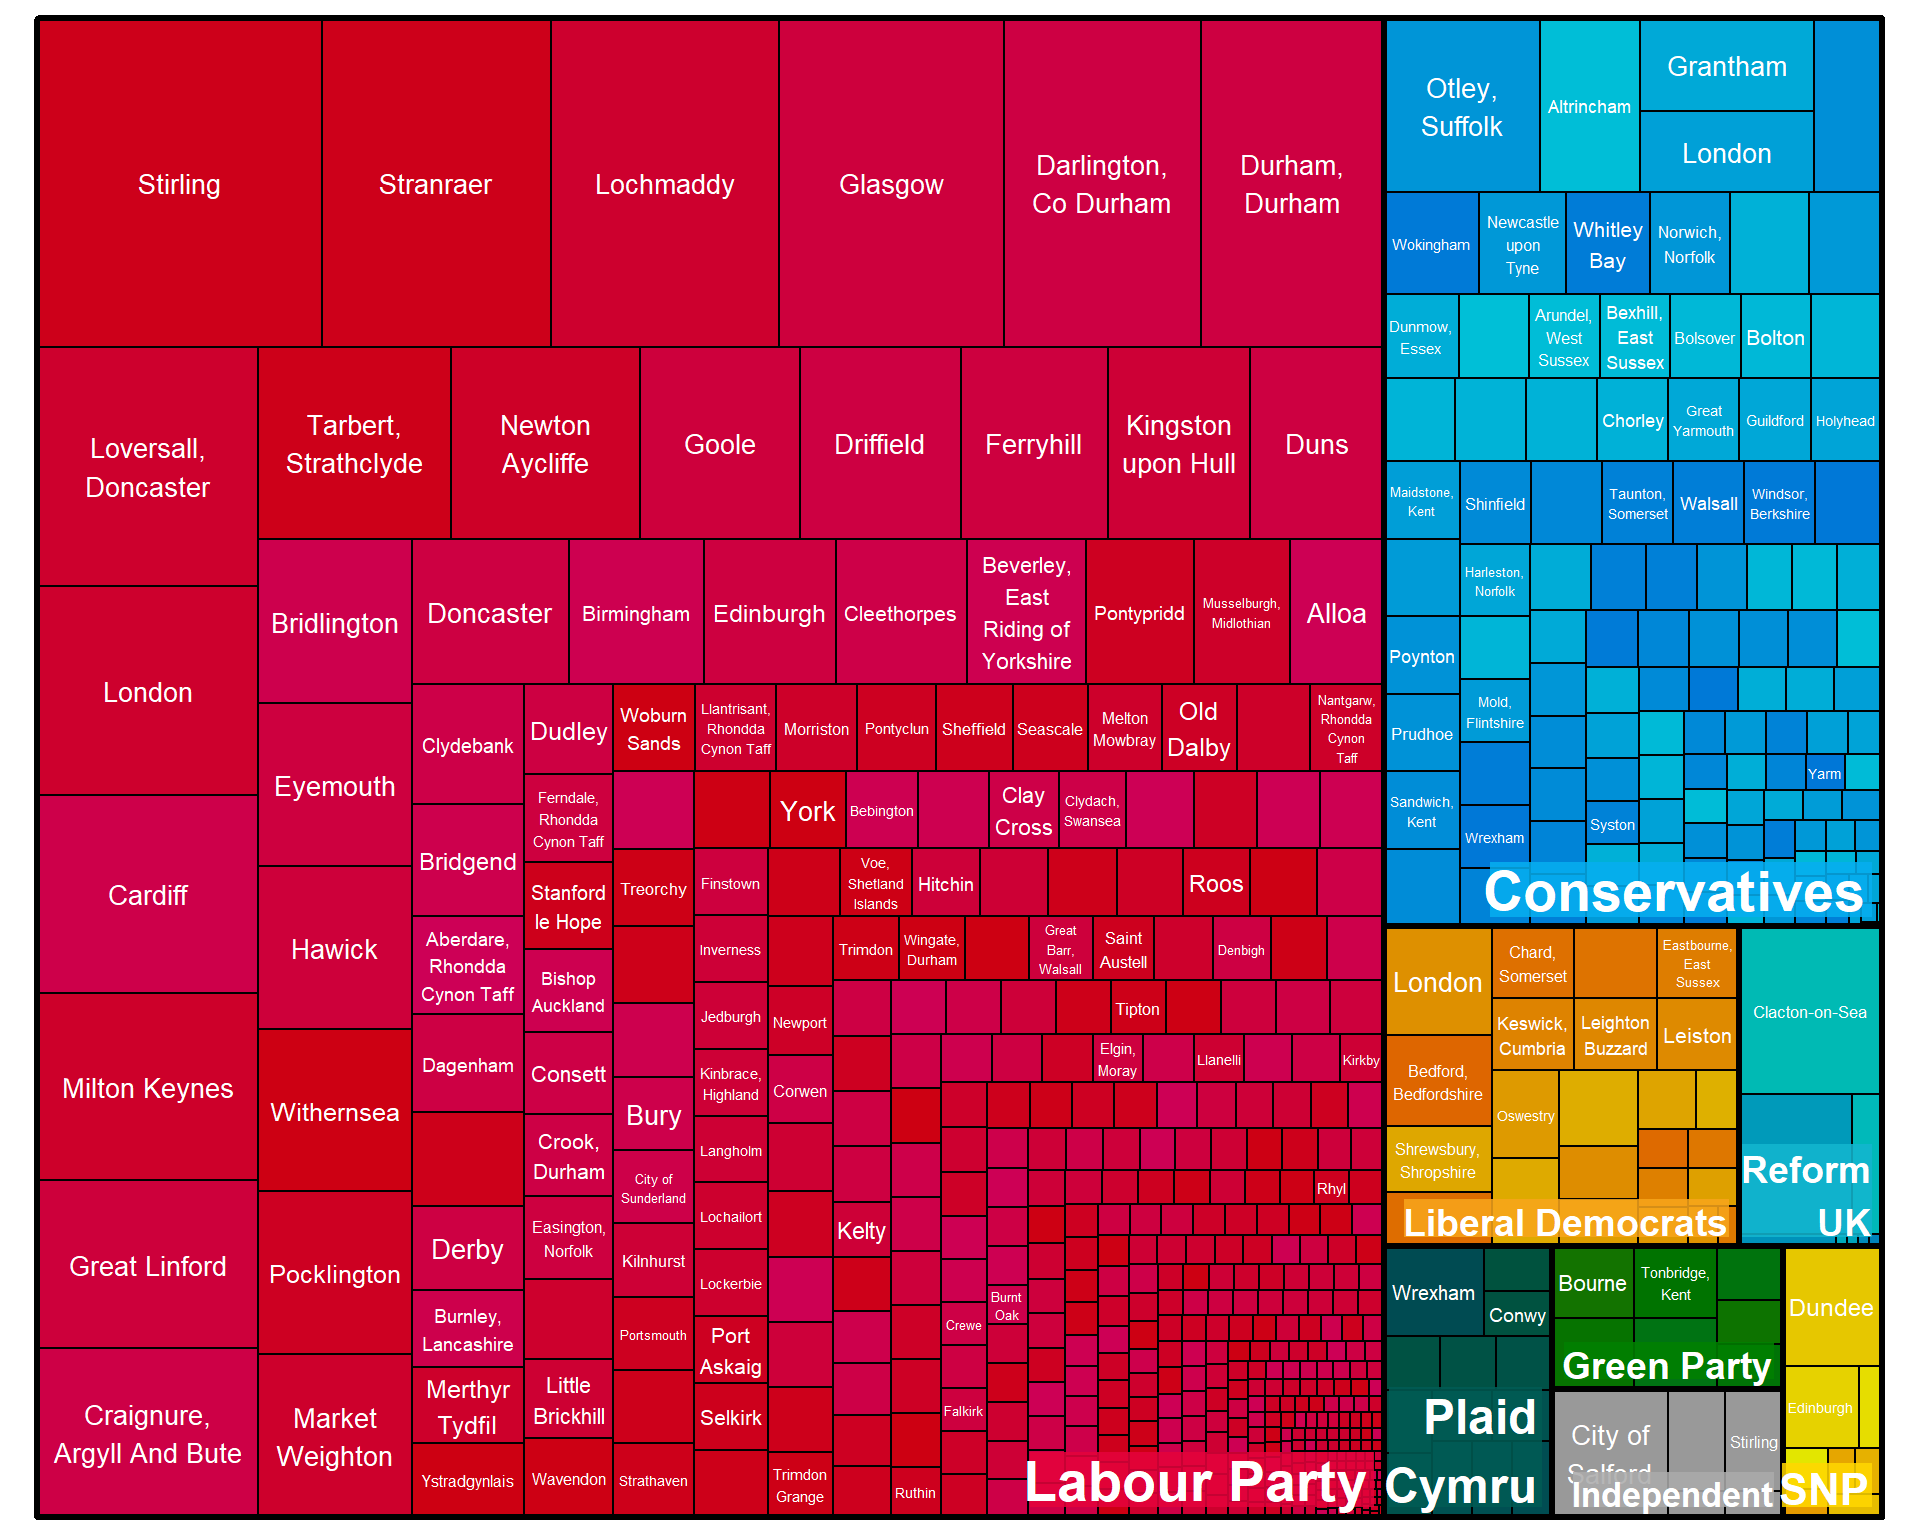 Stirling
Stranraer
Lochmaddy
Glasgow
Darlington,
Co Durham
Durham,
Durham
Loversall,
Doncaster
Tarbert,
Strathclyde
Newton
Aycliffe
Goole
Driffield
Ferryhill
Kingston
upon Hull
Duns
London
Cardiff
Milton Keynes
Great Linford
Craignure,
Argyll And Bute
Bridlington
Eyemouth
Hawick
Withernsea
Pocklington
Market
Weighton
Doncaster
Birmingham
Edinburgh
Cleethorpes
Beverley,
East
Riding of
Yorkshire
Pontypridd
Musselburgh,
Midlothian
Alloa
Clydebank
Bridgend
Aberdare,
Rhondda
Cynon Taff
Dagenham
Derby
Burnley,
Lancashire
Merthyr
Tydfil
Ystradgynlais
Dudley
Ferndale,
Rhondda
Cynon Taff
Stanford
le Hope
Bishop
Auckland
Consett
Crook,
Durham
Easington,
Norfolk
Little
Brickhill
Wavendon
Woburn
Sands
Llantrisant,
Rhondda
Cynon Taff
Morriston
Pontyclun
Sheffield
Seascale
Melton
Mowbray
Old
Dalby
Nantgarw,
Rhondda
Cynon
Taff
Treorchy
Bury
City of
Sunderland
Kilnhurst
Portsmouth
Strathaven
York
Bebington
Clay
Cross
Clydach,
Swansea
Finstown
Inverness
Jedburgh
Kinbrace,
Highland
Langholm
Lochailort
Lockerbie
Port
Askaig
Selkirk
Voe,
Shetland
Islands
Hitchin
Roos
Newport
Corwen
Trimdon
Grange
Trimdon
Wingate,
Durham
Great
Barr,
Walsall
Saint
Austell
Denbigh
Kelty
Tipton
Ruthin
Elgin,
Moray
Llanelli
Kirkby
Crewe
Falkirk
Burnt
Oak
Rhyl
Labour Party
Otley,
Suffolk
Altrincham
Grantham
London
Wokingham
Newcastle
upon
Tyne
Whitley
Bay
Norwich,
Norfolk
Dunmow,
Essex
Arundel,
West
Sussex
Bexhill,
East
Sussex
Bolsover
Bolton
Chorley
Great
Yarmouth
Guildford
Holyhead
Maidstone,
Kent
Shinfield
Taunton,
Somerset
Walsall
Windsor,
Berkshire
Harleston,
Norfolk
Poynton
Mold,
Flintshire
Prudhoe
Sandwich,
Kent
Wrexham
Syston
Yarm
Conservatives
London
Chard,
Somerset
Eastbourne,
East
Sussex
Keswick,
Cumbria
Leighton
Buzzard
Leiston
Bedford,
Bedfordshire
Oswestry
Shrewsbury,
Shropshire
Liberal Democrats
Clacton-on-Sea
Reform
UK
Wrexham
Conwy
Plaid
Cymru
Bourne
Tonbridge,
Kent
Green Party
City of
Salford
Stirling
Independent
Dundee
Edinburgh
SNP